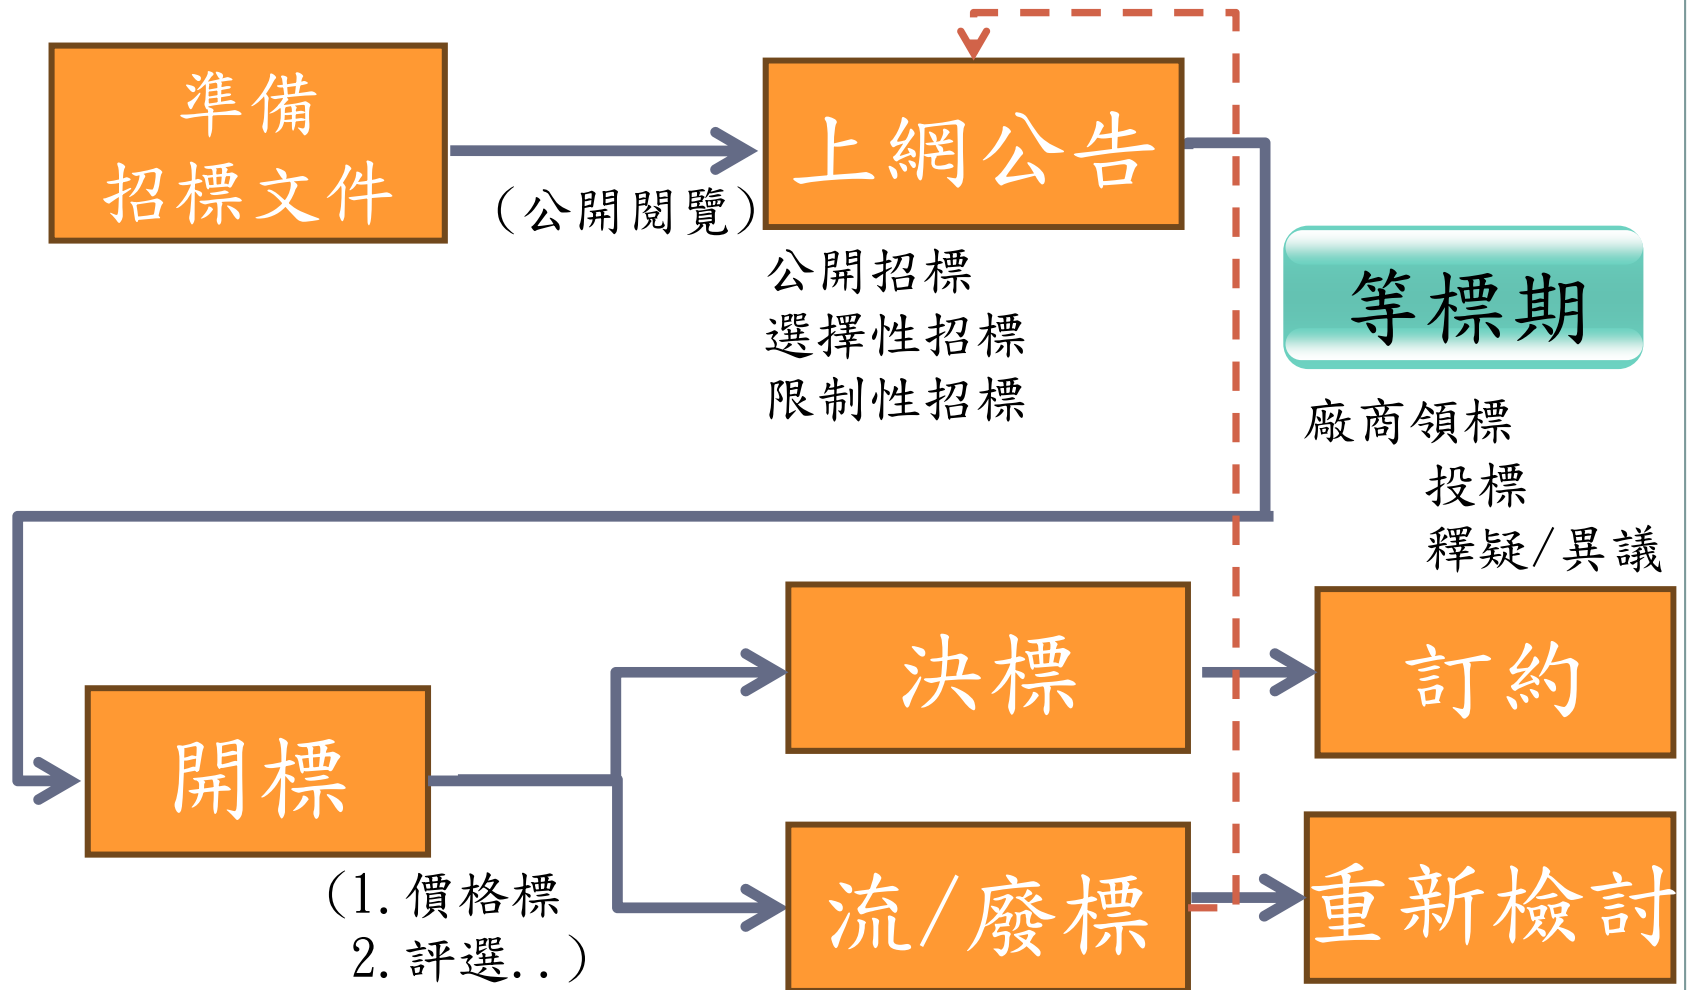 準備
招標文件
(公開閱覽)
上網公告
公開招標
選擇性招標
限制性招標
等標期
廠商領標
投標
釋疑/異議
開標
(1.價格標
2.評選..)
決標
訂約
流/廢標
重新檢討